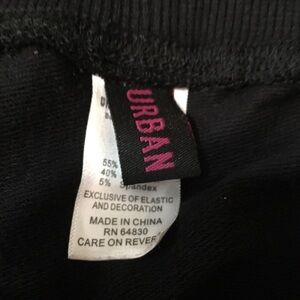 URBAN
55%
40%
5% Spandex
EXCLUSIVE OF ELASTIC
AND DECORATION
MADE IN CHINA
RN 64830
CARE ON REVER